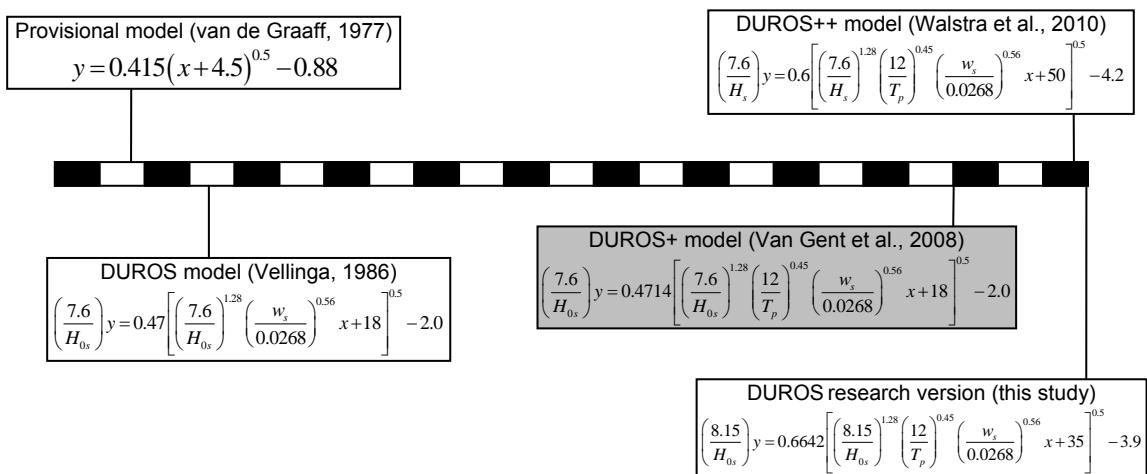 Provisional model (van de Graaff, 1977)
y = 0.415(x + 4.5)^0.5 − 0.88
DUROS++ model (Walstra et al., 2010)
(7.6/H_s) y = 0.6[(7.6/H_s)^1.28 (12/T_p)^0.45 (w_s/0.0268)^0.56 x + 50]^0.5 − 4.2
DUROS model (Vellinga, 1986)
(7.6/H_0s) y = 0.47[(7.6/H_0s)^1.28 (w_s/0.0268)^0.56 x + 18]^0.5 − 2.0
DUROS+ model (Van Gent et al., 2008)
(7.6/H_0s) y = 0.4714[(7.6/H_0s)^1.28 (12/T_p)^0.45 (w_s/0.0268)^0.56 x + 18]^0.5 − 2.0
DUROS research version (this study)
(8.15/H_0s) y = 0.6642[(8.15/H_0s)^1.28 (12/T_p)^0.45 (w_s/0.0268)^0.56 x + 35]^0.5 − 3.9